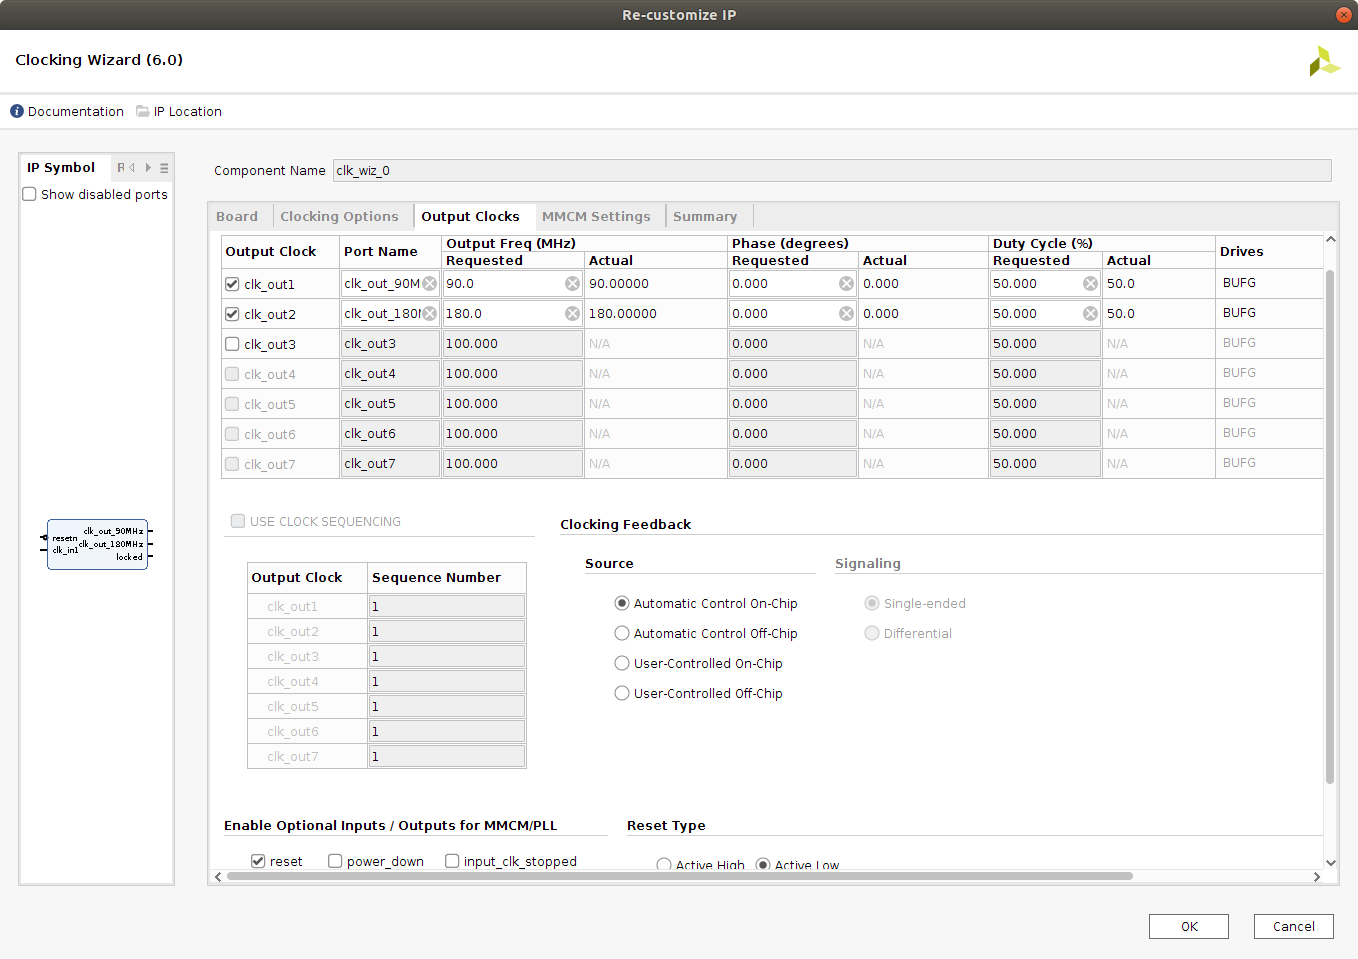 Re-customize IP
Clocking Wizard (6.0)
Documentation IP Location
IP Symbol
Show disabled ports
resetn
clk_in1
clk_out_90MHz
clk_out_180MHz
locked
Component Name clk_wiz_0
Board Clocking Options Output Clocks MMCM Settings Summary
Output Clock Port Name Output Freq (MHz) Phase (degrees) Duty Cycle (%) Drives
Requested Actual Requested Actual Requested Actual
clk_out1 clk_out_90M 90.0 90.00000 0.000 0.000 50.000 50.0 BUFG
clk_out2 clk_out_180 180.0 180.00000 0.000 0.000 50.000 50.0 BUFG
clk_out3 clk_out3 100.000 N/A 0.000 N/A 50.000 N/A BUFG
clk_out4 clk_out4 100.000 N/A 0.000 N/A 50.000 N/A BUFG
clk_out5 clk_out5 100.000 N/A 0.000 N/A 50.000 N/A BUFG
clk_out6 clk_out6 100.000 N/A 0.000 N/A 50.000 N/A BUFG
clk_out7 clk_out7 100.000 N/A 0.000 N/A 50.000 N/A BUFG
USE CLOCK SEQUENCING
Output Clock Sequence Number
clk_out1 1
clk_out2 1
clk_out3 1
clk_out4 1
clk_out5 1
clk_out6 1
clk_out7 1
Clocking Feedback
Source
Automatic Control On-Chip
Automatic Control Off-Chip
User-Controlled On-Chip
User-Controlled Off-Chip
Signaling
Single-ended
Differential
Enable Optional Inputs / Outputs for MMCM/PLL
reset power_down input_clk_stopped
Reset Type
Active High Active Low
OK Cancel